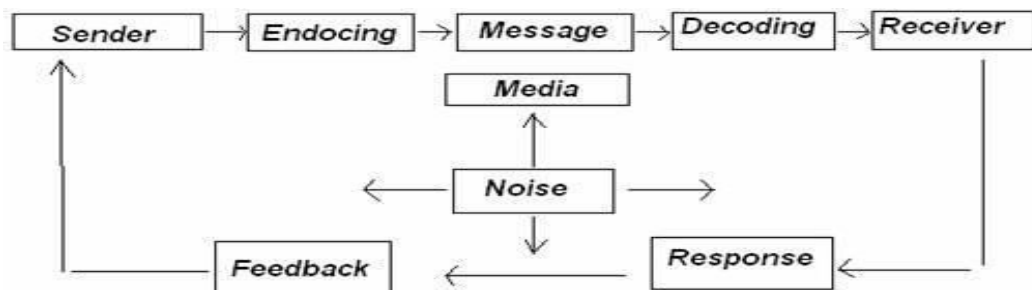 Sender Endocing Message Decoding Receiver
Media
Noise
Feedback Response